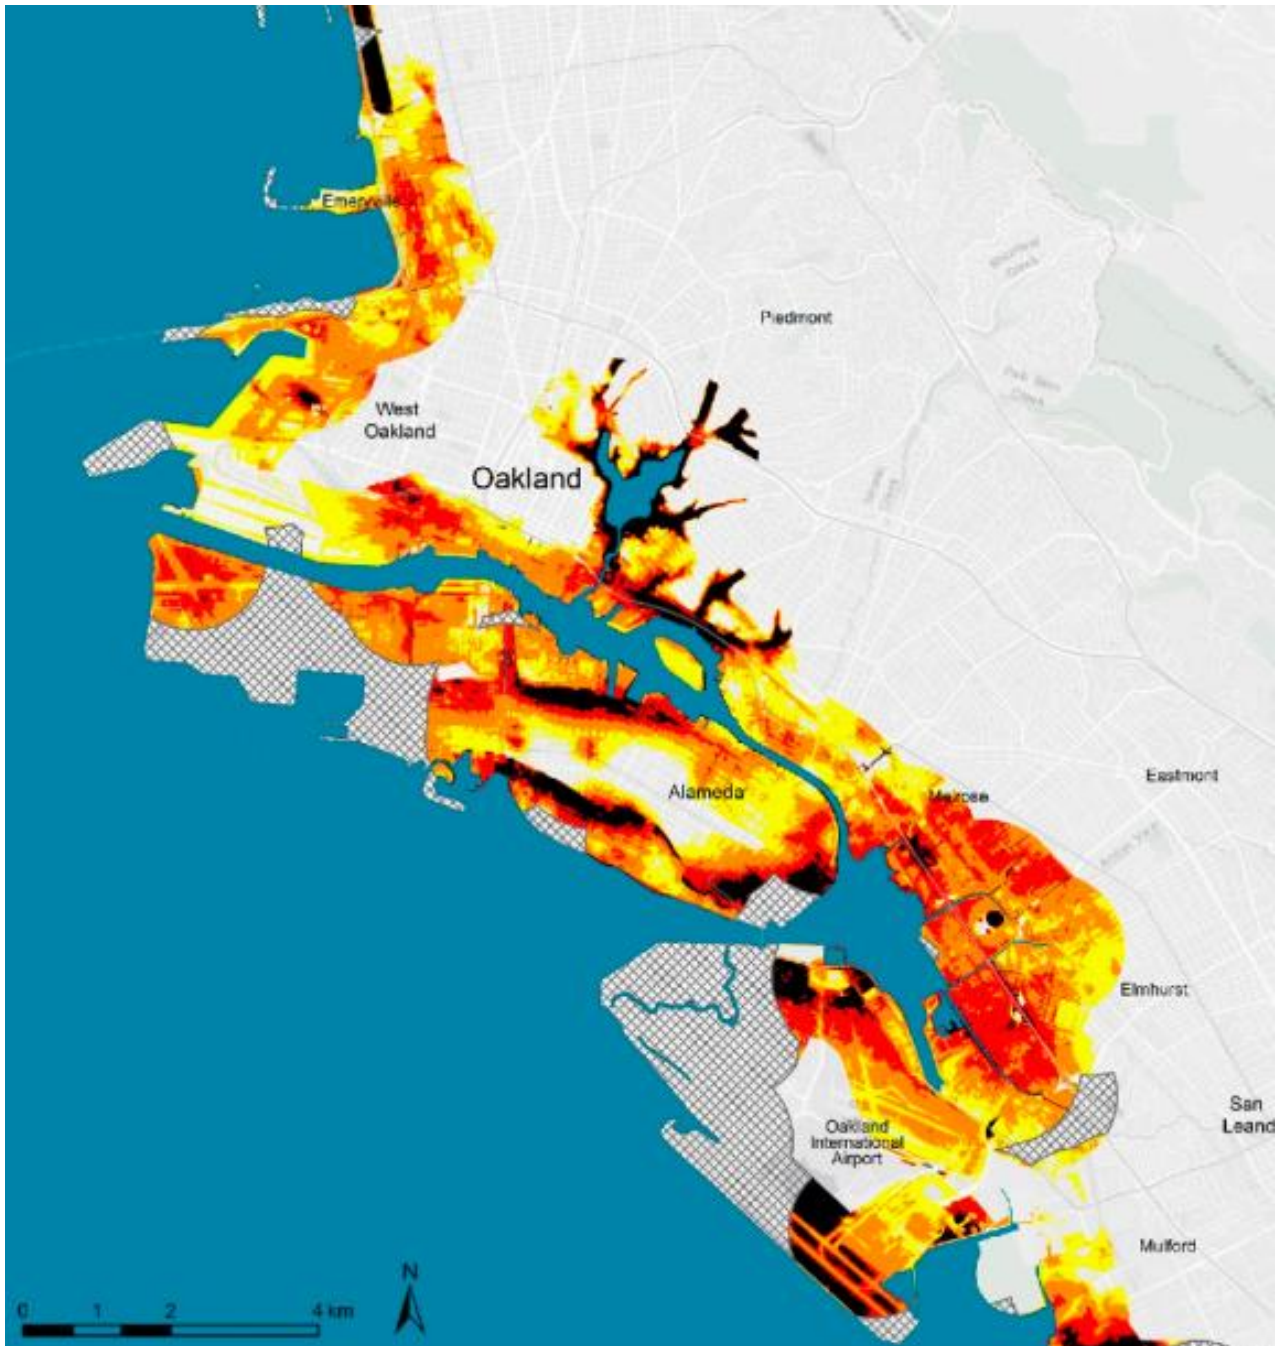 Emeryville
Piedmont
West
Oakland
Oakland
Alameda
Melrose
Eastmont
Elmhurst
San
Leand
Oakland
International
Airport
Mulford
N
0 1 2 4 km